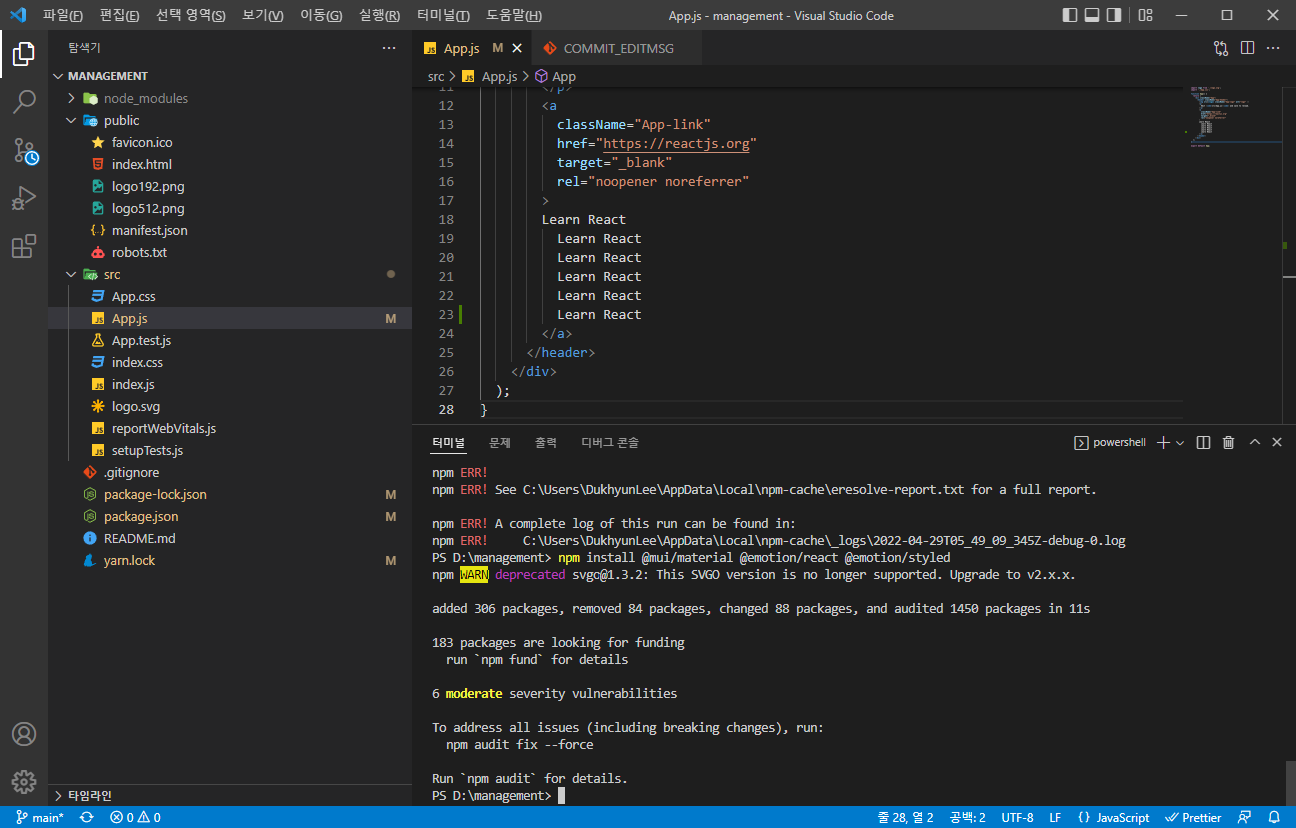 파일(F) 편집(E) 선택 영역(S) 보기(V) 이동(G) 실행(R) 터미널(T) 도움말(H) App.js - management - Visual Studio Code
탐색기
MANAGEMENT
node_modules
public
favicon.ico
index.html
logo192.png
logo512.png
manifest.json
robots.txt
src
App.css
App.js M
App.test.js
index.css
index.js
logo.svg
reportWebVitals.js
setupTests.js
.gitignore
package-lock.json M
package.json M
README.md
yarn.lock M
타임라인
App.js M COMMIT_EDITMSG
src > App.js > App
11 </p>
12 <a
13 className="App-link"
14 href="https://reactjs.org"
15 target="_blank"
16 rel="noopener noreferrer"
17 >
18 Learn React
19 Learn React
20 Learn React
21 Learn React
22 Learn React
23 Learn React
24 </a>
25 </header>
26 </div>
27 );
28 }
터미널 문제 출력 디버그 콘솔 powershell
npm ERR!
npm ERR! See C:\Users\DukhyunLee\AppData\Local\npm-cache\eresolve-report.txt for a full report.
npm ERR! A complete log of this run can be found in:
npm ERR! C:\Users\DukhyunLee\AppData\Local\npm-cache\_logs\2022-04-29T05_49_09_345Z-debug-0.log
PS D:\management> npm install @mui/material @emotion/react @emotion/styled
npm WARN deprecated svgo@1.3.2: This SVGO version is no longer supported. Upgrade to v2.x.x.
added 306 packages, removed 84 packages, changed 88 packages, and audited 1450 packages in 11s
183 packages are looking for funding
run `npm fund` for details
6 moderate severity vulnerabilities
To address all issues (including breaking changes), run:
npm audit fix --force
Run `npm audit` for details.
PS D:\management>
main* 0 0 줄 28, 열 2 공백: 2 UTF-8 LF {} JavaScript Prettier